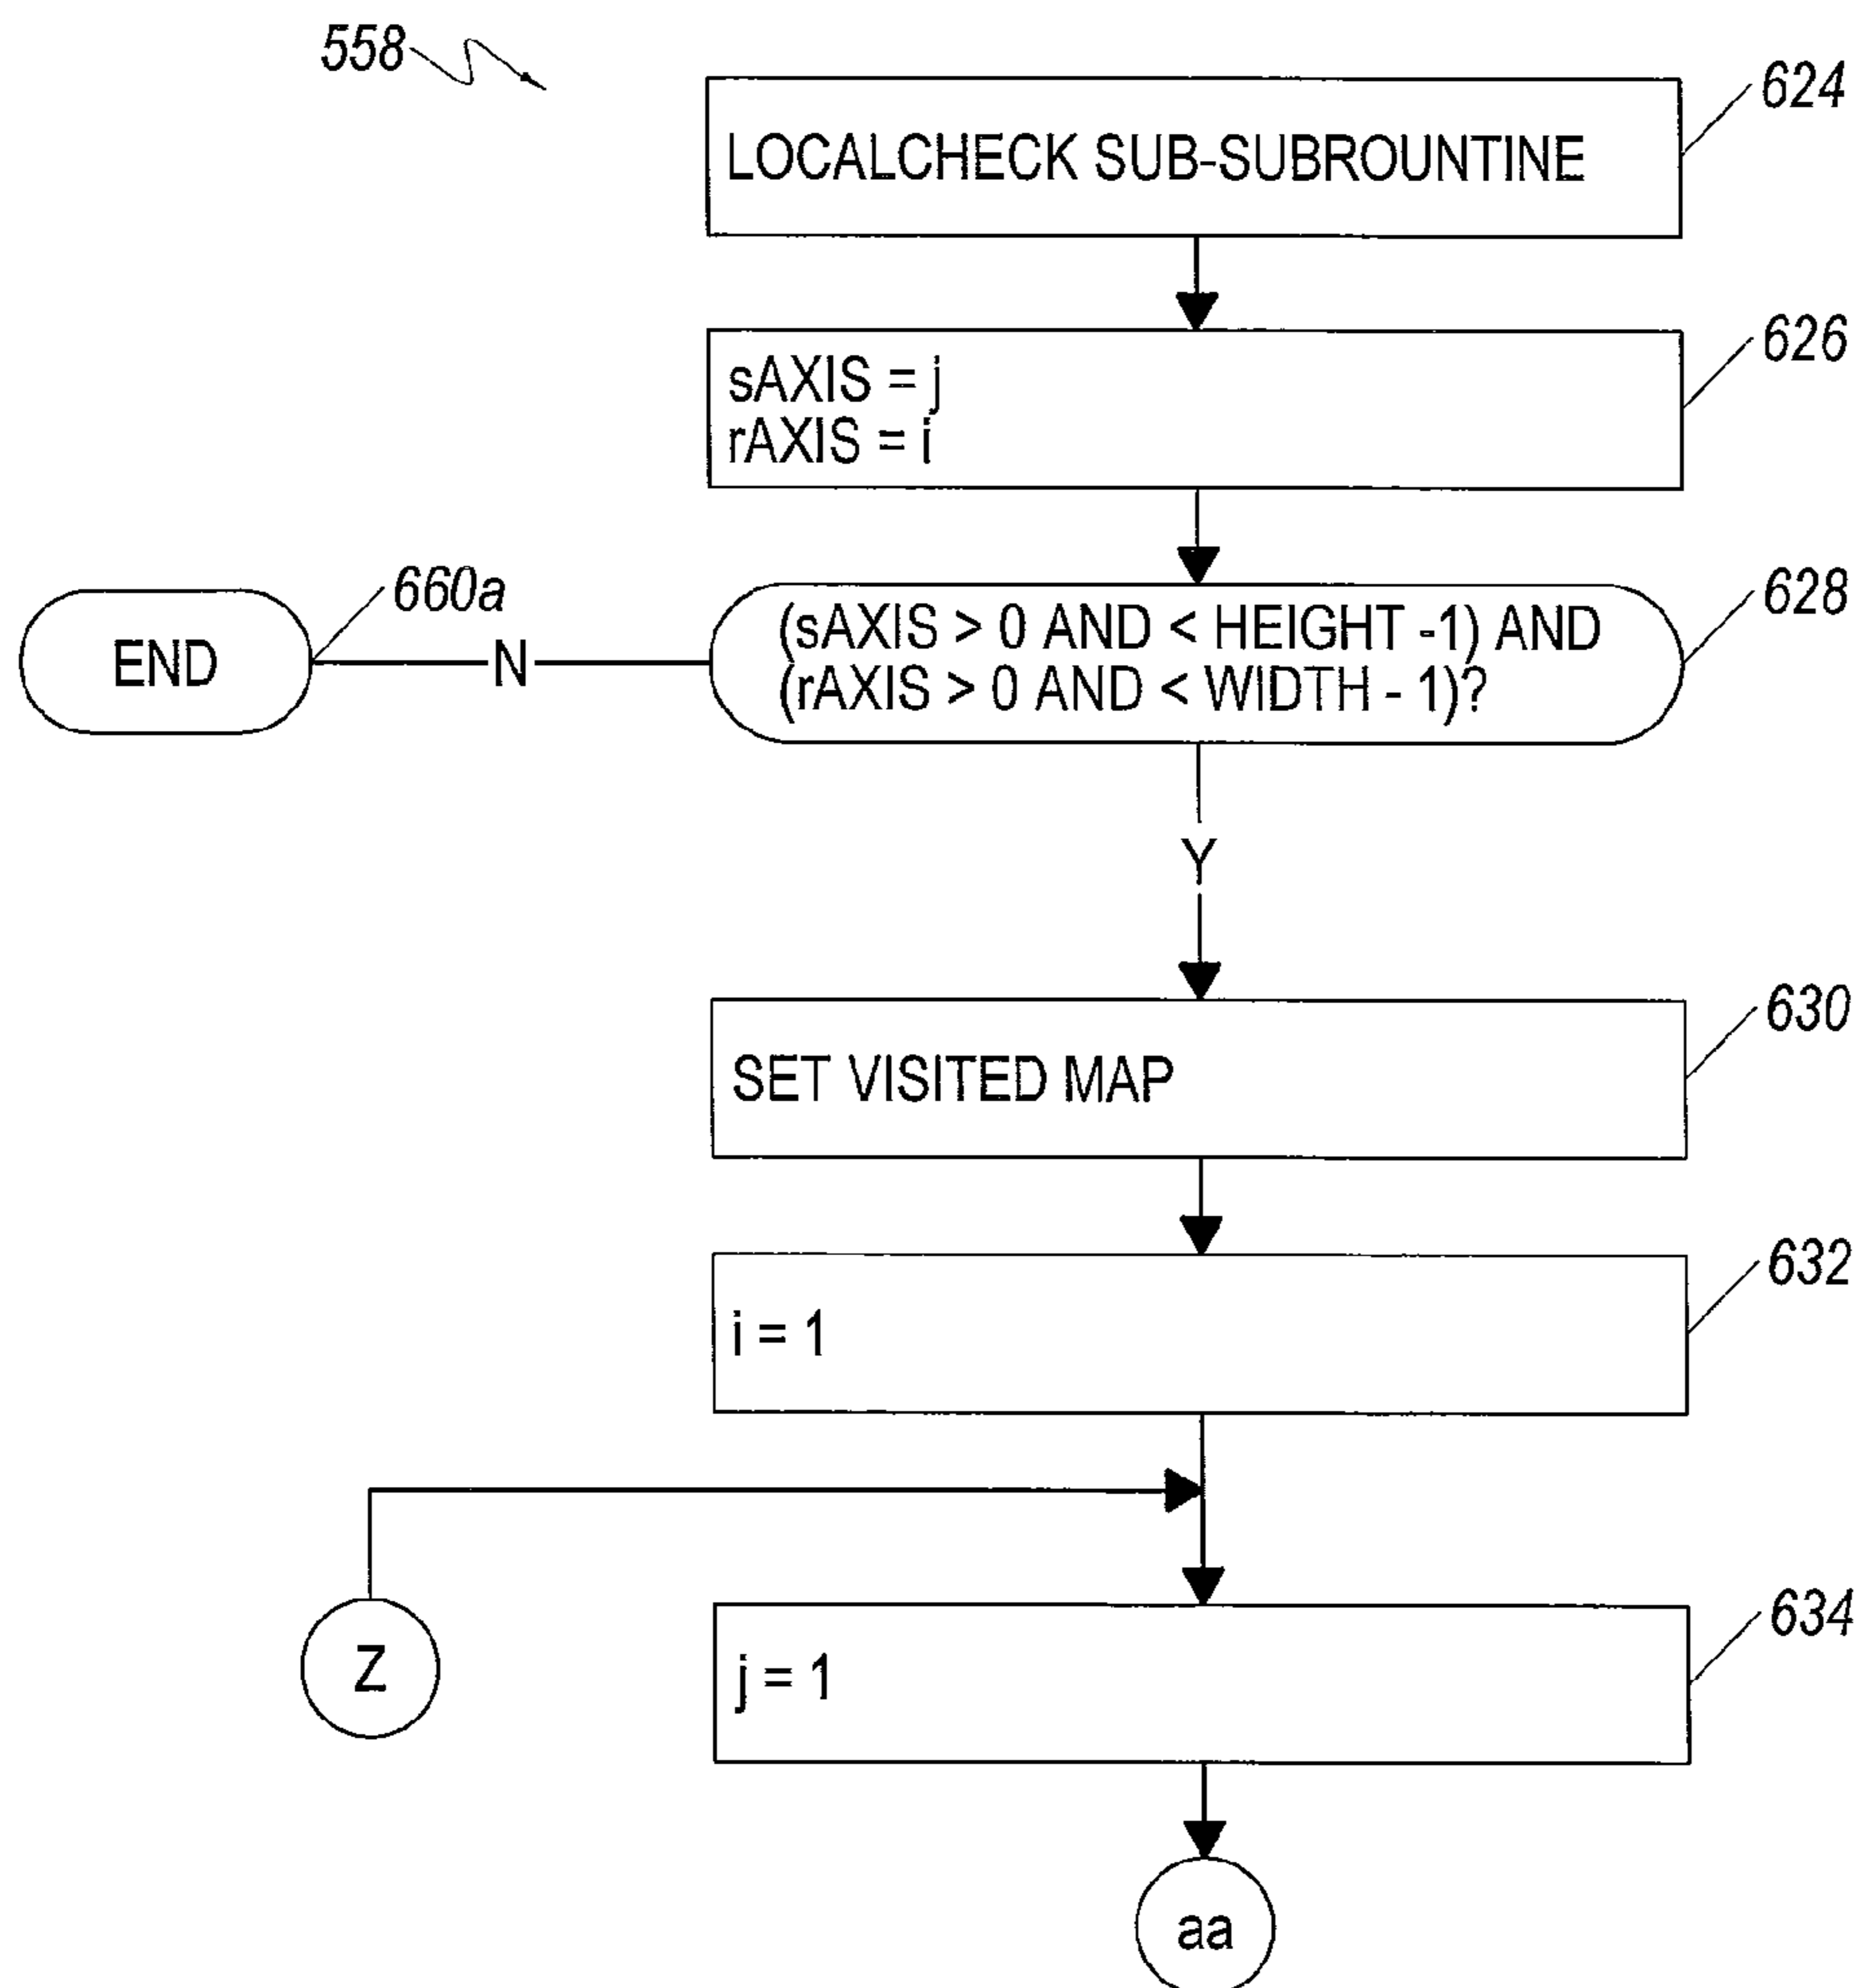 558
624
LOCALCHECK SUB-SUBROUNTINE
626
sAXIS = j
rAXIS = i
660a
628
END
N
(sAXIS > 0 AND < HEIGHT -1) AND
(rAXIS > 0 AND < WIDTH - 1)?
Y
630
SET VISITED MAP
632
i = 1
634
Z
j = 1
aa